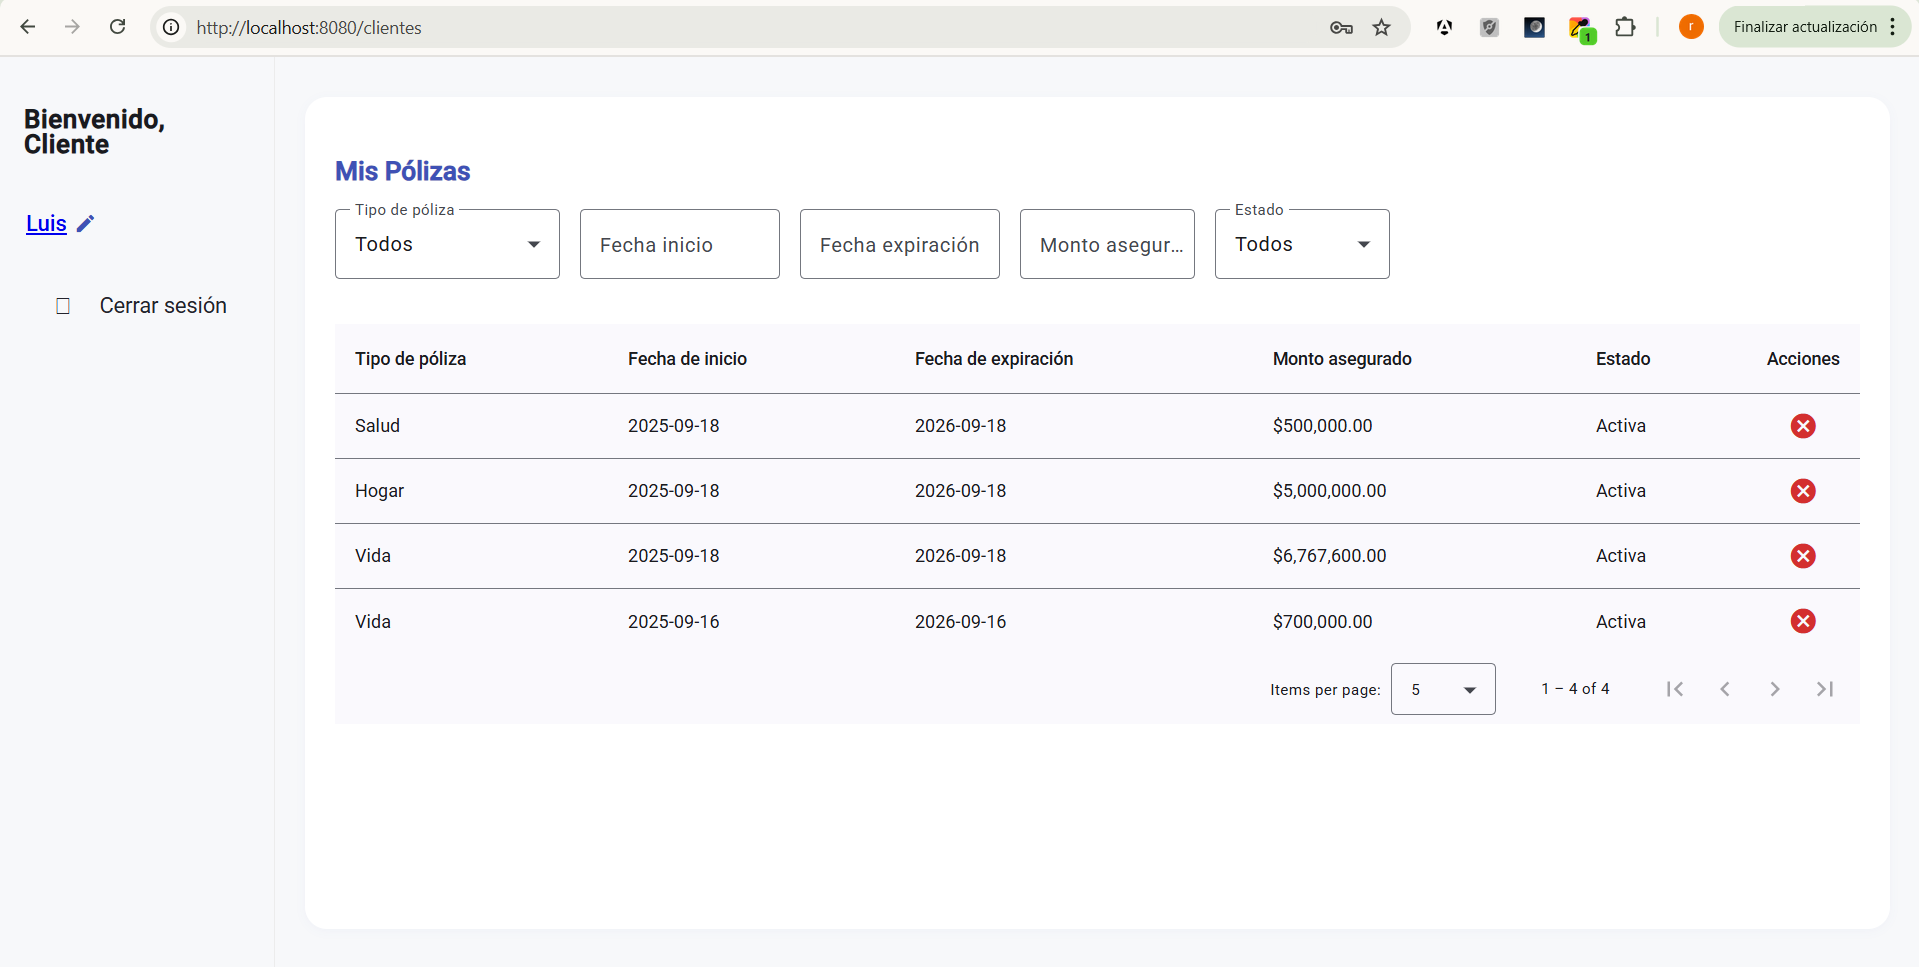 http://localhost:8080/clientes
1
r
Finalizar actualización
Bienvenido,
Cliente
Luis
Cerrar sesión
Mis Pólizas
Tipo de póliza
Todos
Fecha inicio
Fecha expiración
Monto asegur...
Estado
Todos
Tipo de póliza Fecha de inicio Fecha de expiración Monto asegurado Estado Acciones
Salud 2025-09-18 2026-09-18 $500,000.00 Activa
Hogar 2025-09-18 2026-09-18 $5,000,000.00 Activa
Vida 2025-09-18 2026-09-18 $6,767,600.00 Activa
Vida 2025-09-16 2026-09-16 $700,000.00 Activa
Items per page: 5 1 – 4 of 4